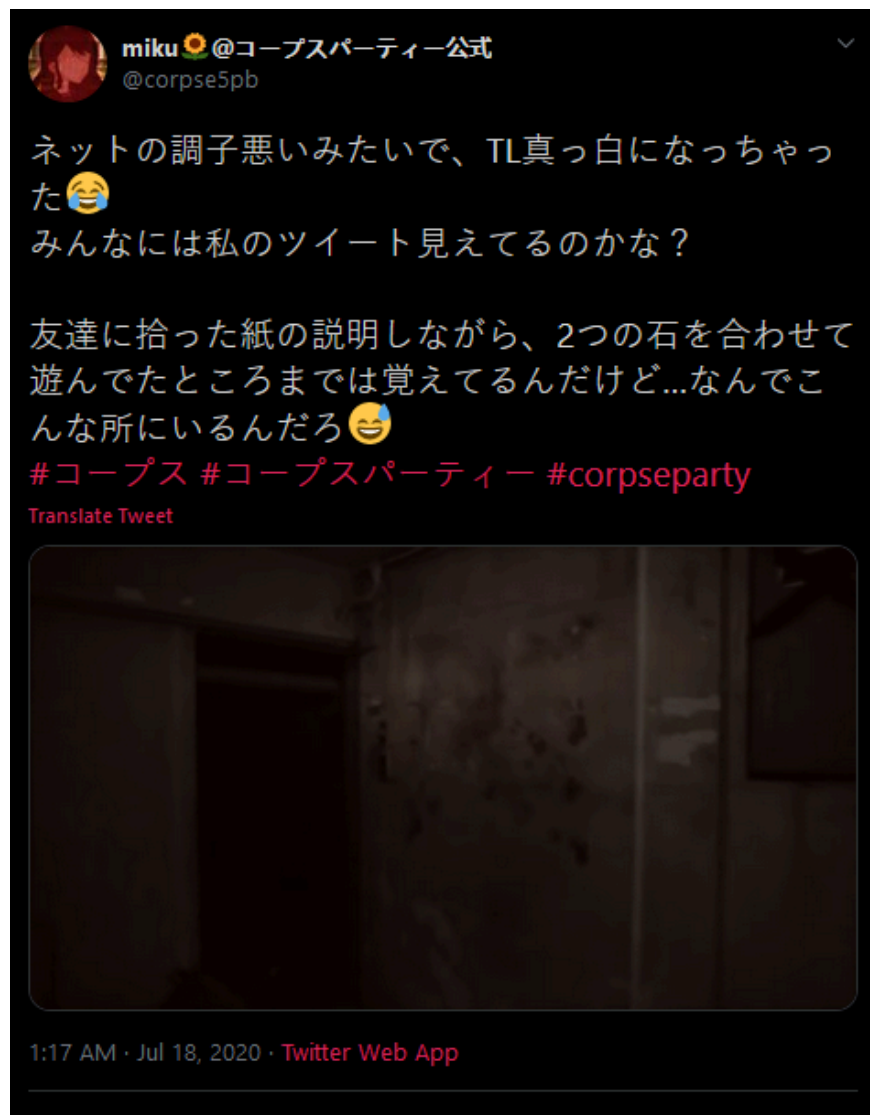 miku🌻@コープスパーティー公式
@corpse5pb
ネットの調子悪いみたいで、TL真っ白になっちゃっ
た😂
みんなには私のツイート見えてるのかな？
友達に拾った紙の説明しながら、2つの石を合わせて
遊んでたところまでは覚えてるんだけど...なんでこ
んな所にいるんだろ😅
#コープス #コープスパーティー #corpseparty
Translate Tweet
1:17 AM · Jul 18, 2020 · Twitter Web App